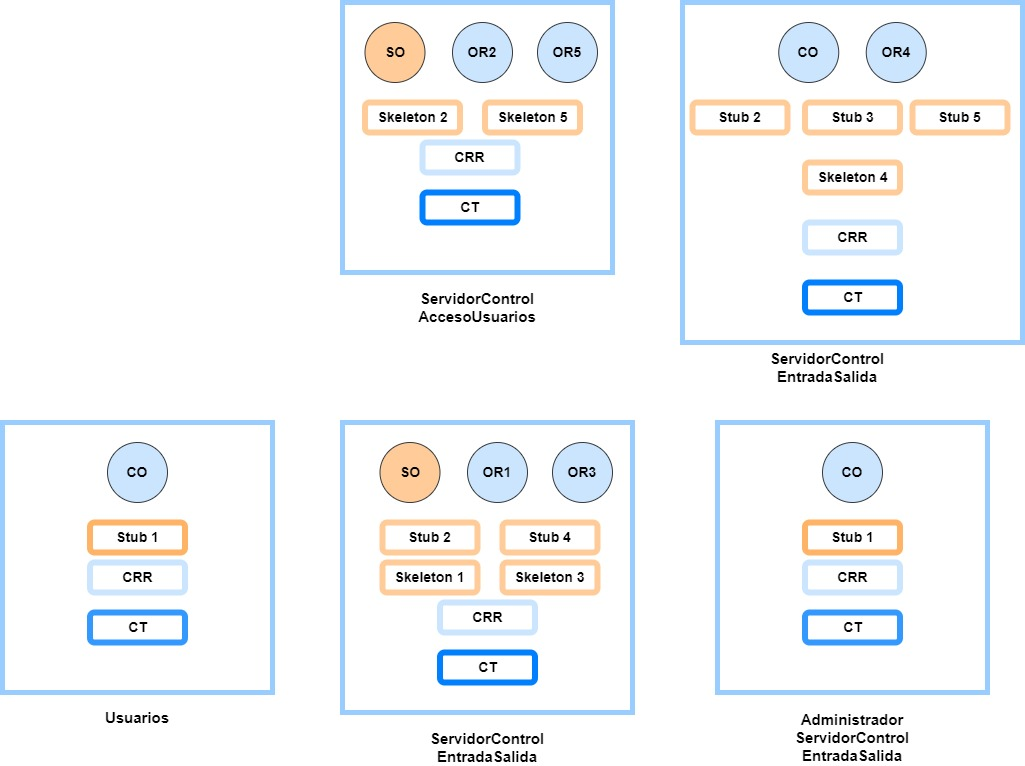 SO
OR2
OR5
Skeleton 2
Skeleton 5
CRR
CT
ServidorControl
AccesoUsuarios
CO
OR4
Stub 2
Stub 3
Stub 5
Skeleton 4
CRR
CT
ServidorControl
EntradaSalida
CO
Stub 1
CRR
CT
Usuarios
SO
OR1
OR3
Stub 2
Stub 4
Skeleton 1
Skeleton 3
CRR
CT
ServidorControl
EntradaSalida
CO
Stub 1
CRR
CT
Administrador
ServidorControl
EntradaSalida